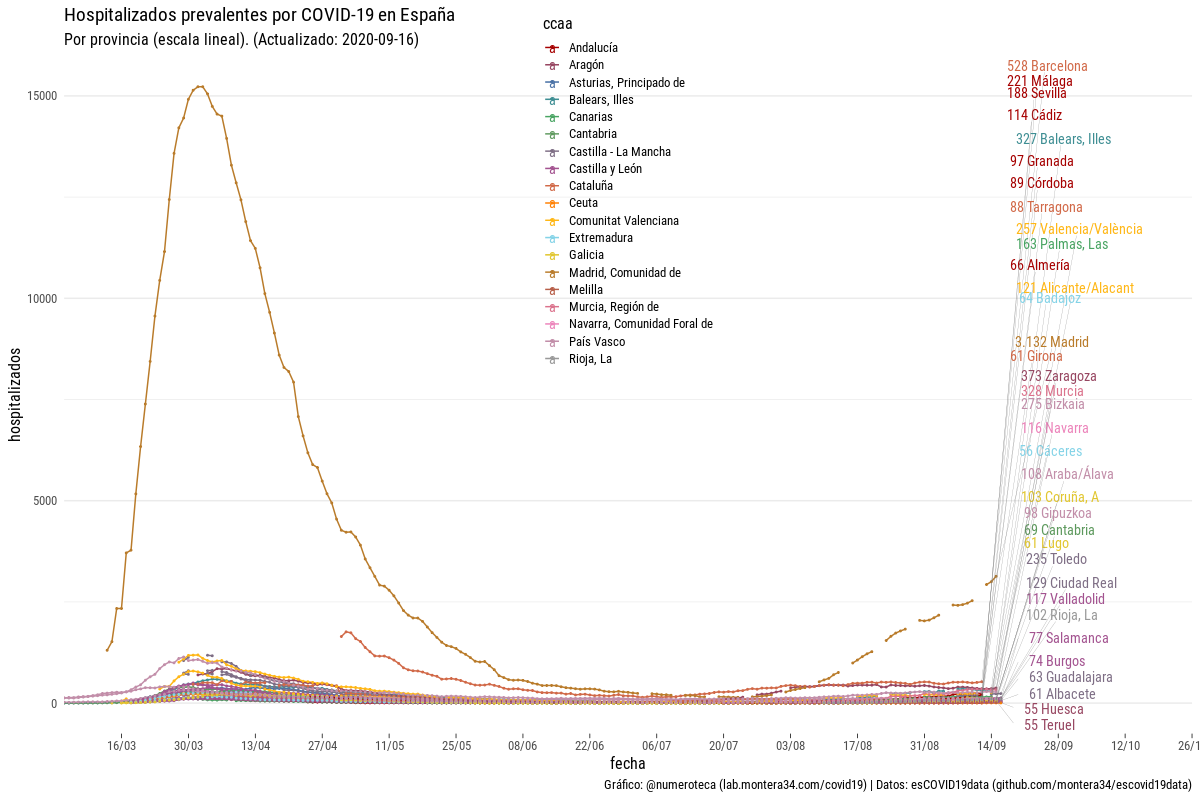 Hospitalizados prevalentes por COVID-19 en España
Por provincia (escala lineal). (Actualizado: 2020-09-16)
ccaa
Andalucía
Aragón
Asturias, Principado de
Balears, Illes
Canarias
Cantabria
Castilla - La Mancha
Castilla y León
Cataluña
Ceuta
Comunitat Valenciana
Extremadura
Galicia
Madrid, Comunidad de
Melilla
Murcia, Región de
Navarra, Comunidad Foral de
País Vasco
Rioja, La
528 Barcelona
221 Málaga
188 Sevilla
114 Cádiz
327 Balears, Illes
97 Granada
89 Córdoba
88 Tarragona
257 Valencia/València
163 Palmas, Las
66 Almería
121 Alicante/Alacant
64 Badajoz
3.132 Madrid
61 Girona
373 Zaragoza
328 Murcia
275 Bizkaia
116 Navarra
56 Cáceres
108 Araba/Álava
103 Coruña, A
98 Gipuzkoa
69 Cantabria
61 Lugo
235 Toledo
129 Ciudad Real
117 Valladolid
102 Rioja, La
77 Salamanca
74 Burgos
63 Guadalajara
61 Albacete
55 Huesca
55 Teruel
hospitalizados
15000
10000
5000
0
16/03 30/03 13/04 27/04 11/05 25/05 08/06 22/06 06/07 20/07 03/08 17/08 31/08 14/09 28/09 12/10 26/1
fecha
Gráfico: @numeroteca (lab.montera34.com/covid19) | Datos: esCOVID19data (github.com/montera34/escovid19data)